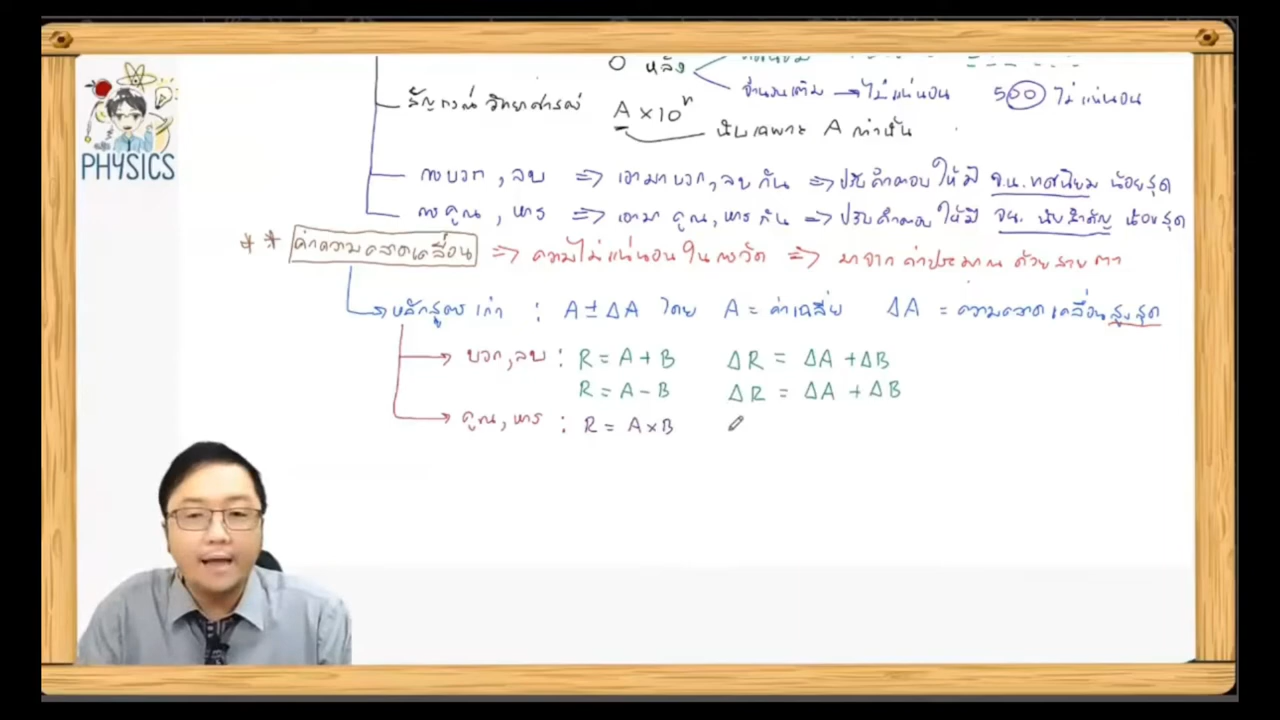 0 หลัง
จำนวนเต็ม → ไม่แน่นอน 500 ไม่แน่นอน
สัญกรณ์วิทยาศาสตร์ A × 10ⁿ
นับเฉพาะ A เท่านั้น
PHYSICS
การบวก, ลบ ⇒ เอามาบวก, ลบกัน ⇒ ปรับคำตอบให้มี จ.น. ทศนิยม น้อยสุด
การคูณ, หาร ⇒ เอามา คูณ, หารกัน ⇒ ปรับคำตอบให้มี จน. นับสำคัญ น้อยสุด
** ค่าความคลาดเคลื่อน ⇒ ความไม่แน่นอนในการวัด ⇒ มาจาก ค่าประมาณ ด้วยสายตา
หลักสูตรเก่า : A ± ΔA โดย A = ค่าเฉลี่ย ΔA = ความคลาดเคลื่อนสูงสุด
บวก, ลบ : R = A + B ΔR = ΔA + ΔB
R = A − B ΔR = ΔA + ΔB
คูณ, หาร : R = A × B